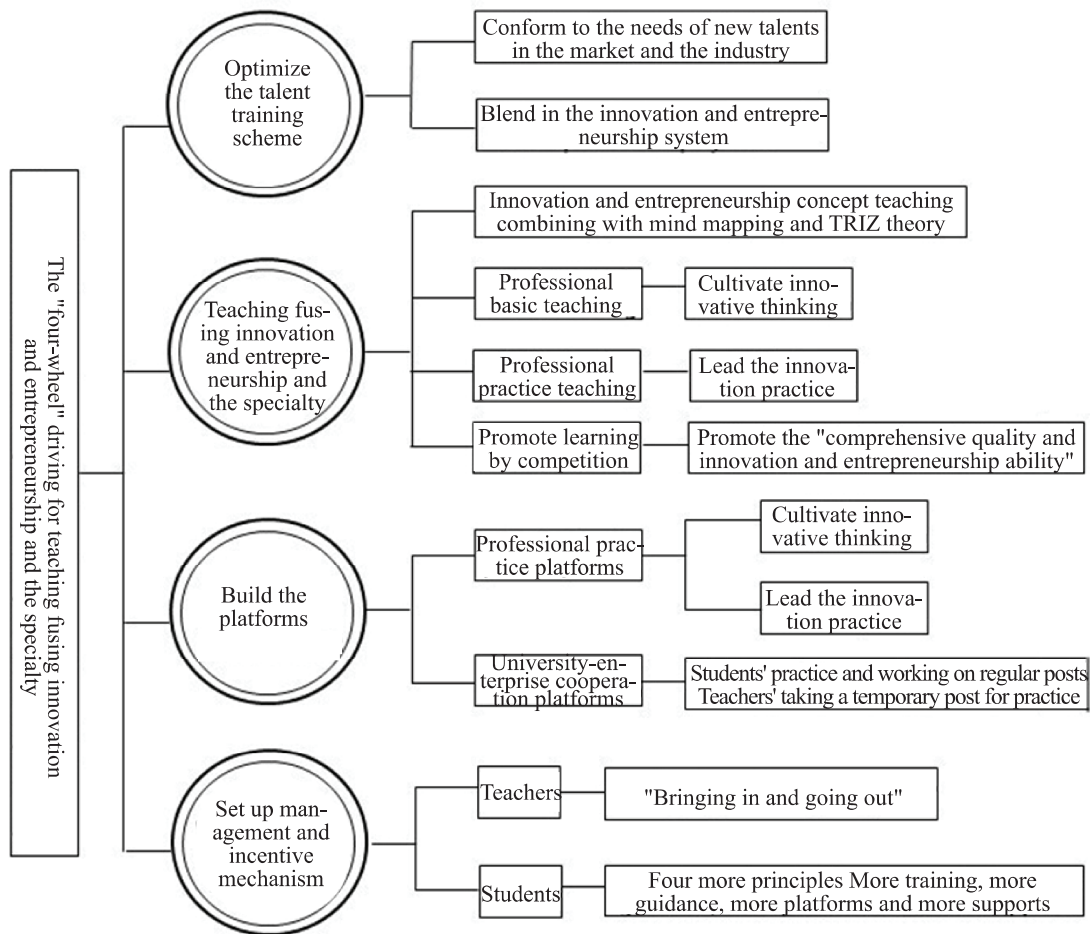 The "four-wheel" driving for teaching fusing innovation
and entrepreneurship and the specialty
Optimize
the talent
training
scheme
Conform to the needs of new talents
in the market and the industry
Blend in the innovation and entrepre-
neurship system
Teaching fus-
ing innovation
and entrepre-
neurship and
the specialty
Innovation and entrepreneurship concept teaching
combining with mind mapping and TRIZ theory
Professional
basic teaching
Cultivate inno-
vative thinking
Professional
practice teaching
Lead the innova-
tion practice
Promote learning
by competition
Promote the "comprehensive quality and
innovation and entrepreneurship ability"
Build the
platforms
Professional prac-
tice platforms
Cultivate inno-
vative thinking
Lead the innova-
tion practice
University-en-
terprise coopera-
tion platforms
Students' practice and working on regular posts
Teachers' taking a temporary post for practice
Set up man-
agement and
incentive
mechanism
Teachers
"Bringing in and going out"
Students
Four more principles More training, more
guidance, more platforms and more supports